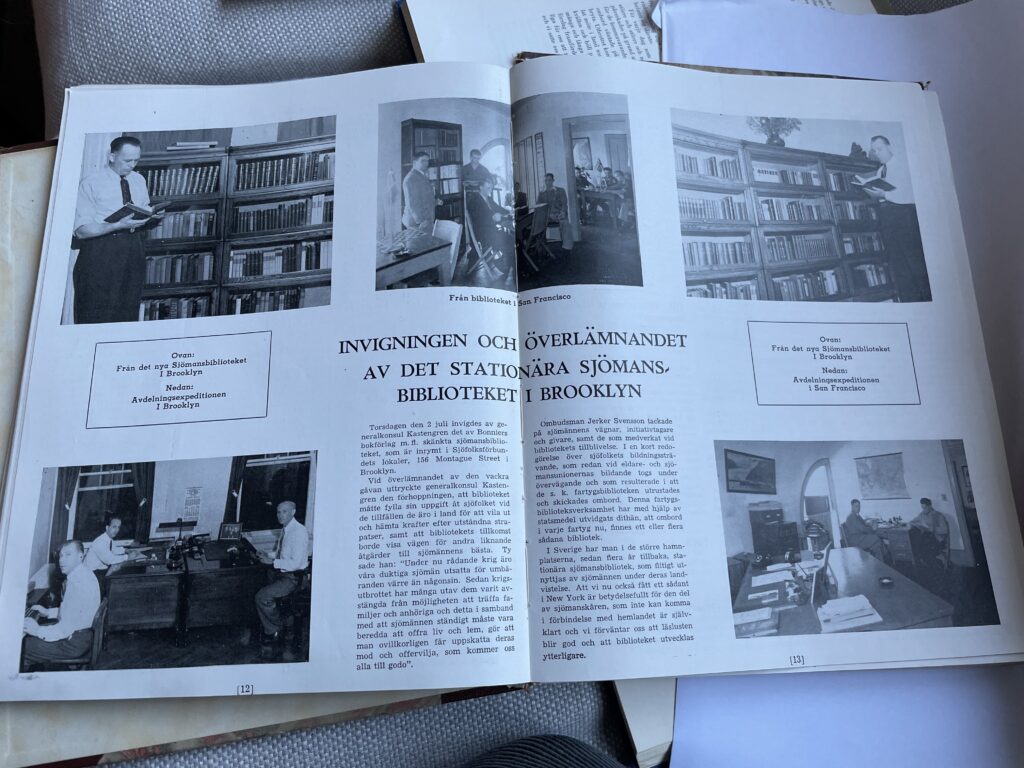 Från biblioteket i San Francisco
INVIGNINGEN OCH ÖVERLÄMNANDET
AV DET STATIONÄRA SJÖMANS-
BIBLIOTEKET I BROOKLYN
Ovan:
Från det nya Sjömansbiblioteket
I Brooklyn
Nedan:
Avdelningsexpeditionen
I Brooklyn
Torsdagen den 2 juli invigdes av ge-
neralkonsul Kastengren det av Bonniers
bokförlag m. fl. skänkta sjömansbiblio-
teket, som är inrymt i Sjöfolksförbun-
dets lokaler, 156 Montague Street i
Brooklyn.
Vid överlämnandet av den vackra
gåvan uttryckte generalkonsul Kasten-
gren den förhoppningen, att biblioteket
måtte fylla sin uppgift åt sjöfolket vid
de tillfällen de äro i land för att vila ut
och hämta krafter efter utståndna stra-
patser, samt att bibliotekets tillkomst
borde visa vägen för andra liknande
åtgärder till sjömännens bästa. Ty
sade han: "Under nu rådande krig äro
våra duktiga sjömän utsatta för umbä-
randen värre än någonsin. Sedan krigs-
utbrottet har många utav dem varit av-
stängda från möjligheten att träffa fa-
miljer och anhöriga och detta i samband
med att sjömännen ständigt måste vara
beredda att offra liv och lem, gör att
man ovillkorligen får uppskatta deras
mod och offervilja, som kommer oss
alla till godo".
[12]
Ovan:
Från det nya Sjömansbiblioteket
I Brooklyn
Nedan:
Avdelningsexpeditionen
i San Francisco
Ombudsman Jerker Svensson tackade
på sjömännens vägnar, initiativtagare
och givare, samt de som medverkat vid
bibliotekets tillblivelse. I en kort redo-
görelse över sjöfolkets bildningssträ-
vande, som redan vid eldare- och sjö-
mansunionernas bildande togs under
övervägande och som resulterade i att
de s. k. fartygsbiblioteken utrustades
och skickades ombord. Denna fartygs-
biblioteksverksamhet har med hjälp av
statsmedel utvidgats dithän, att ombord
i varje fartyg nu, finnes ett eller flera
sådana bibliotek.
I Sverige har man i de större hamn-
platserna, sedan flera år tillbaka, sta-
tionära sjömansbibliotek, som flitigt ut-
nyttjas av sjömännen under deras land-
vistelse. Att vi nu också fått ett sådant
i New York är betydelsefullt för den del
av sjömanskåren, som inte kan komma
i förbindelse med hemlandet är själv-
klart och vi förväntar oss att läslusten
blir god och att biblioteket utvecklas
ytterligare.
[13]